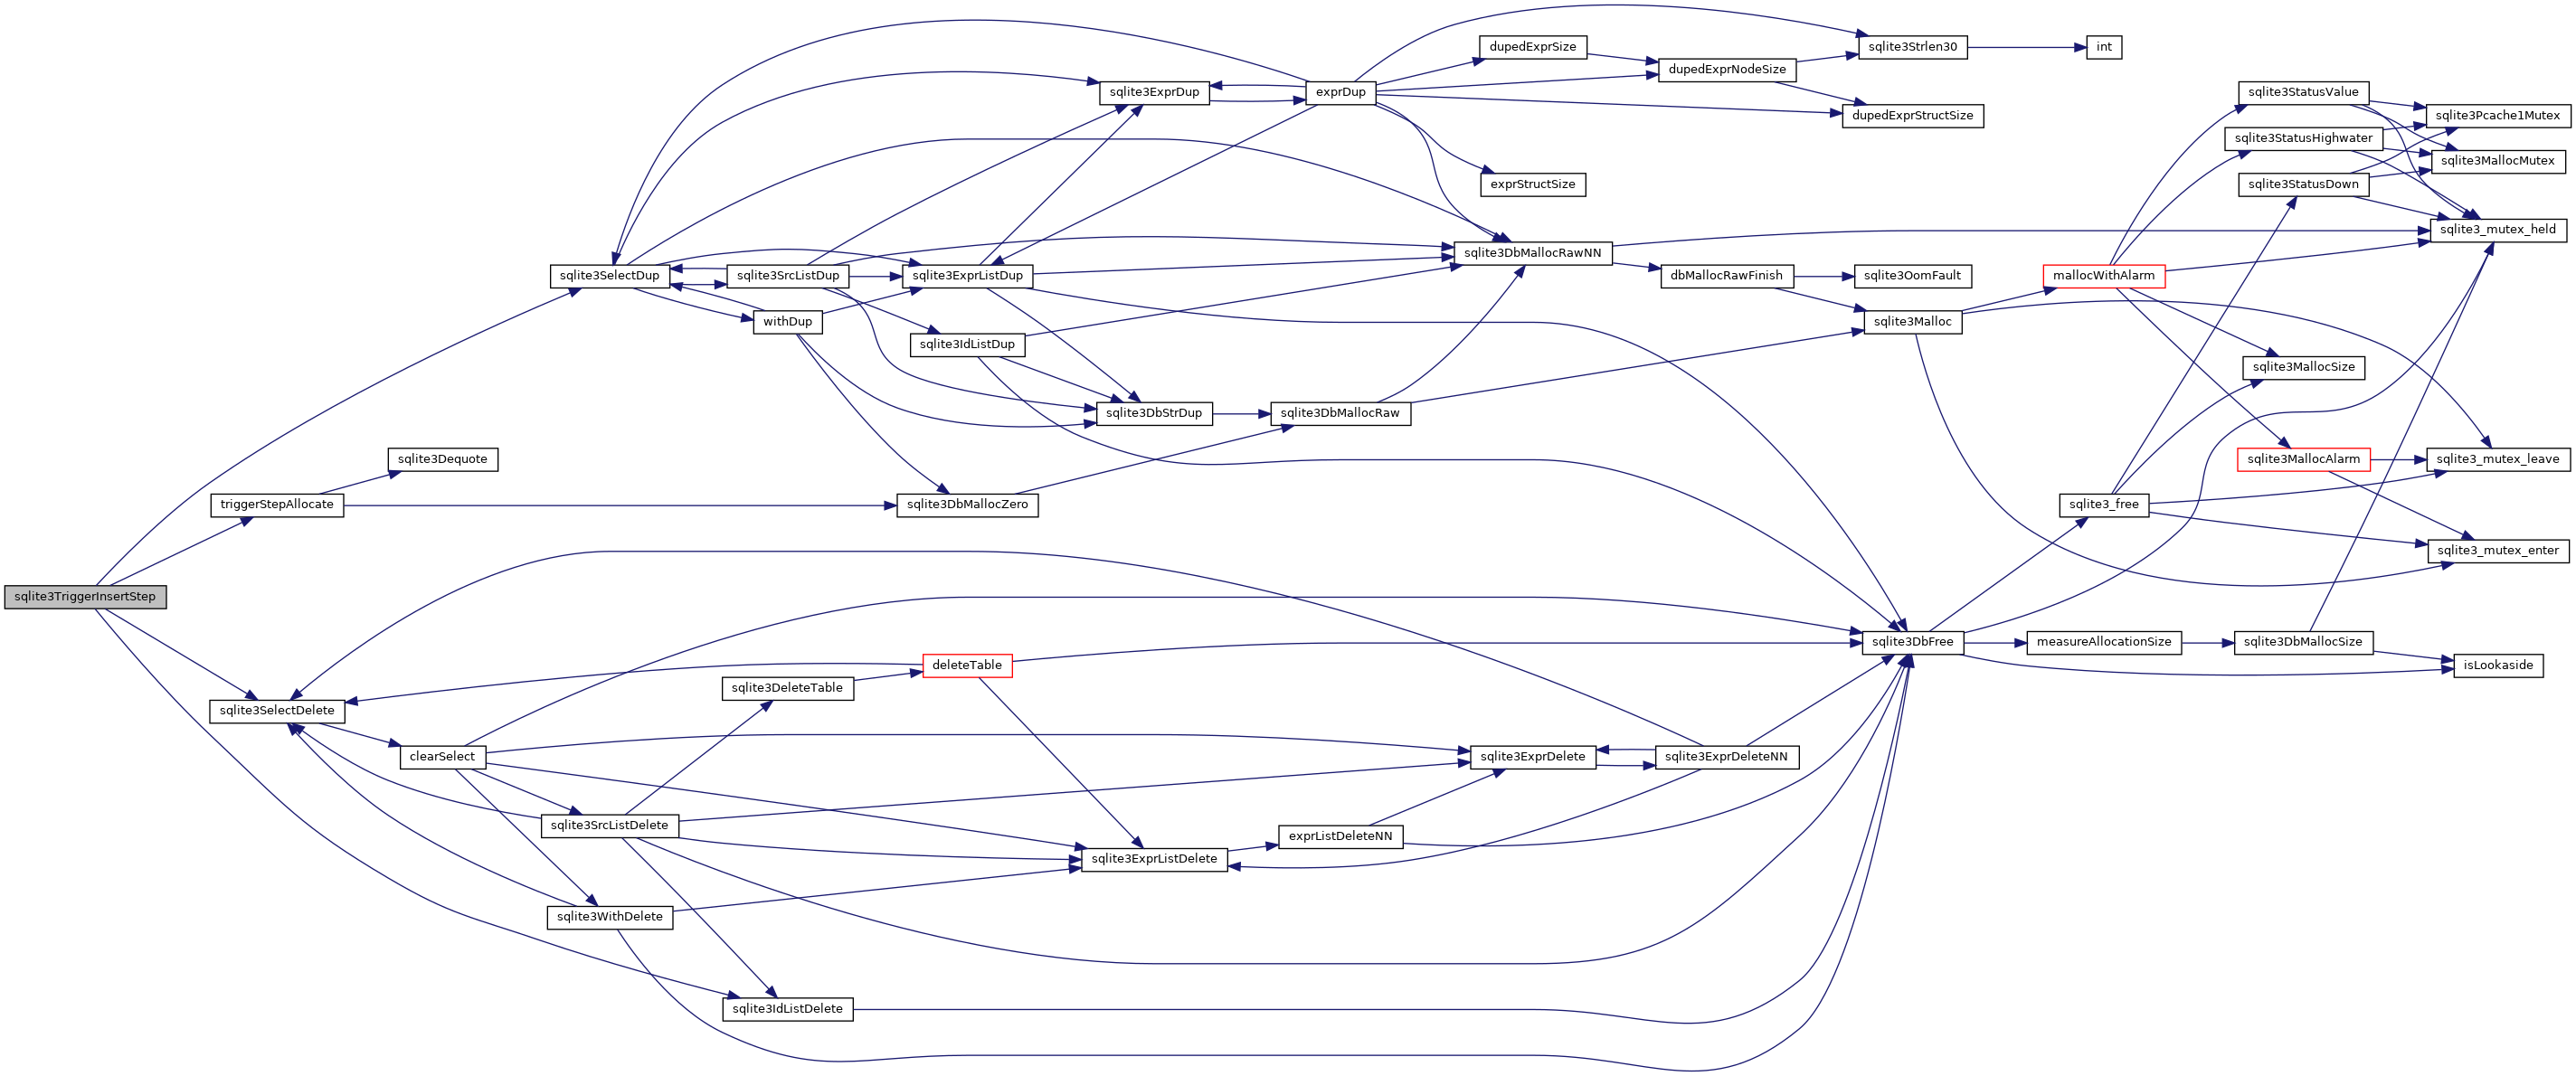 sqlite3TriggerInsertStep
sqlite3SelectDup
triggerStepAllocate
sqlite3Dequote
sqlite3SelectDelete
clearSelect
sqlite3SrcListDelete
sqlite3WithDelete
sqlite3SrcListDup
withDup
sqlite3DeleteTable
sqlite3IdListDelete
sqlite3ExprListDup
sqlite3IdListDup
sqlite3DbMallocZero
deleteTable
sqlite3ExprDup
sqlite3DbStrDup
sqlite3ExprListDelete
exprDup
sqlite3DbMallocRaw
exprListDeleteNN
dupedExprSize
exprStructSize
sqlite3DbMallocRawNN
sqlite3ExprDelete
dupedExprNodeSize
dbMallocRawFinish
sqlite3ExprDeleteNN
sqlite3Strlen30
dupedExprStructSize
sqlite3OomFault
sqlite3Malloc
sqlite3DbFree
int
mallocWithAlarm
sqlite3_free
measureAllocationSize
sqlite3StatusValue
sqlite3StatusHighwater
sqlite3StatusDown
sqlite3MallocSize
sqlite3MallocAlarm
sqlite3DbMallocSize
sqlite3Pcache1Mutex
sqlite3MallocMutex
sqlite3_mutex_held
sqlite3_mutex_leave
sqlite3_mutex_enter
isLookaside